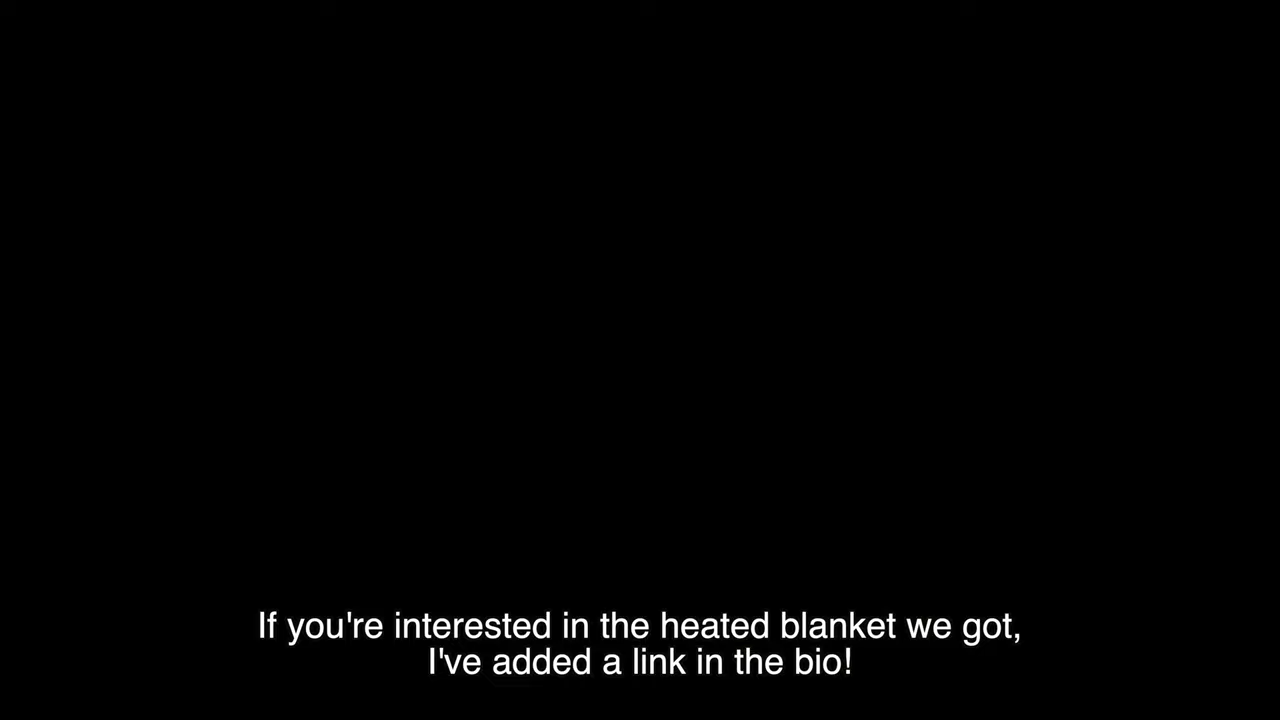 If you're interested in the heated blanket we got,
I've added a link in the bio!